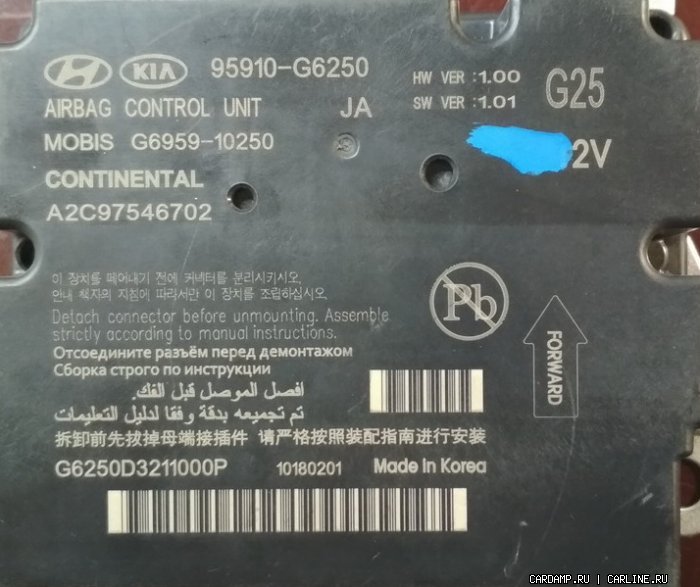 HYUNDAI KIA 95910-G6250 HW VER :1.00 G25
AIRBAG CONTROL UNIT JA SW VER :1.01
MOBIS G6959-10250 2V
CONTINENTAL
A2C97546702
이 장치를 떼어내기 전에 커넥터를 분리시키시오.
안내 책자의 지침에 따라서만 이 장치를 조립하십시오.
Detach connector before unmounting. Assemble
strictly according to manual instructions.
Отсоедините разъём перед демонтажом
Сборка строго по инструкции
افصل الموصل قبل الفك.
تم تجميعه بدقة وفقا لدليل التعليمات
拆卸前先拔掉母端接插件 请严格按照装配指南进行安装
Pb
FORWARD
G6250D3211000P 10180201 Made in Korea
CARDAMP.RU | CARLINE.RU